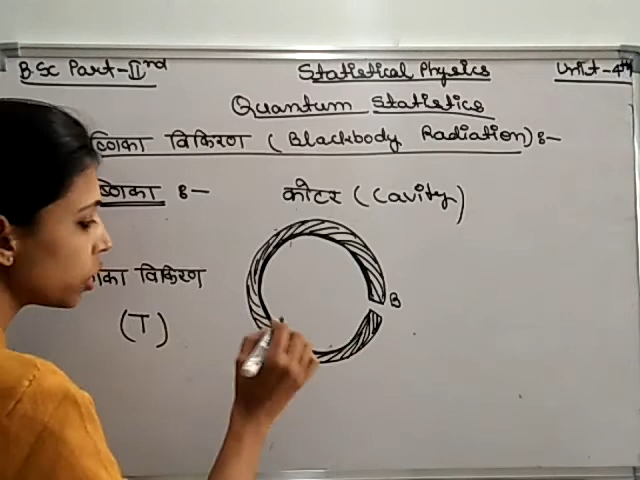 B.Sc Part-IInd Statistical Physics Unit-4th
Quantum Statistics
विकिरण (Blackbody Radiation) :-
:- कोटर (Cavity)
B
विकिरण
(T)